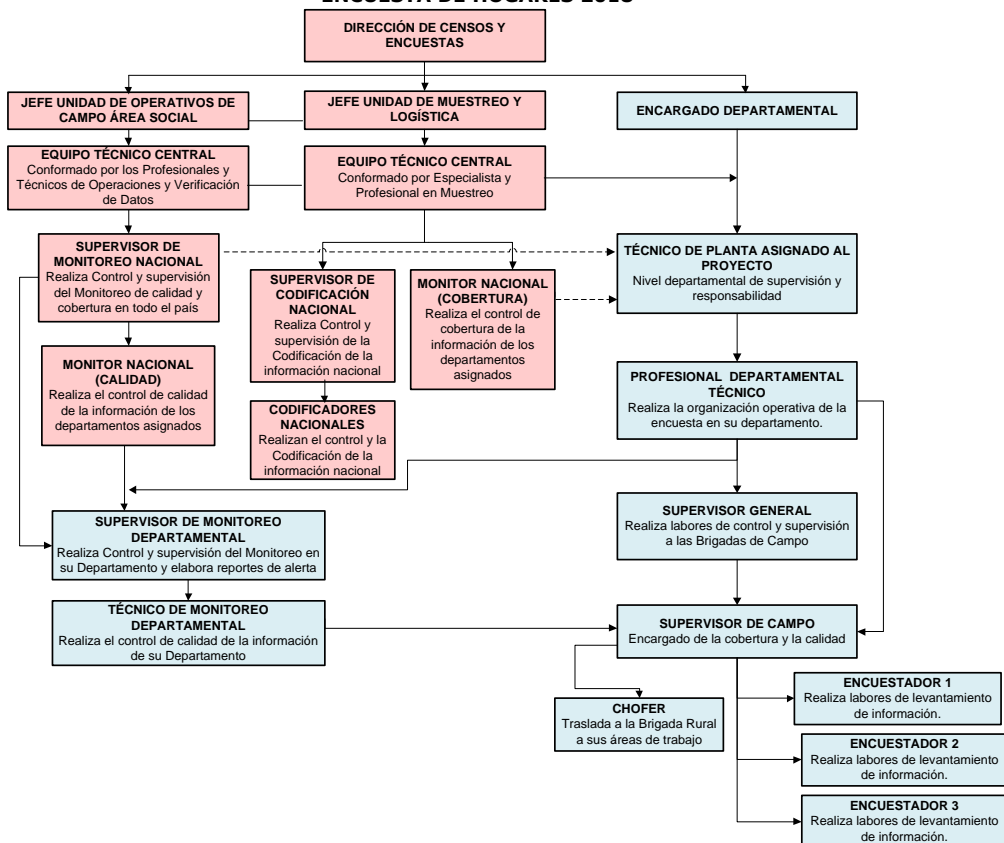 ENCUESTA DE HOGARES 2018
DIRECCIÓN DE CENSOS Y
ENCUESTAS
JEFE UNIDAD DE OPERATIVOS DE
CAMPO ÁREA SOCIAL
JEFE UNIDAD DE MUESTREO Y
LOGÍSTICA
ENCARGADO DEPARTAMENTAL
EQUIPO TÉCNICO CENTRAL
Conformado por los Profesionales y
Técnicos de Operaciones y Verificación
de Datos
EQUIPO TÉCNICO CENTRAL
Conformado por Especialista y
Profesional en Muestreo
SUPERVISOR DE
MONITOREO NACIONAL
Realiza Control y supervisión
del Monitoreo de calidad y
cobertura en todo el país
SUPERVISOR DE
CODIFICACIÓN
NACIONAL
Realiza Control y
supervisión de la
Codificación de la
información nacional
MONITOR NACIONAL
(COBERTURA)
Realiza el control de
cobertura de la
información de los
departamentos
asignados
TÉCNICO DE PLANTA ASIGNADO AL
PROYECTO
Nivel departamental de supervisión y
responsabilidad
MONITOR NACIONAL
(CALIDAD)
Realiza el control de calidad
de la información de los
departamentos asignados
CODIFICADORES
NACIONALES
Realizan el control y la
Codificación de la
información nacional
PROFESIONAL DEPARTAMENTAL
TÉCNICO
Realiza la organización operativa de la
encuesta en su departamento.
SUPERVISOR DE MONITOREO
DEPARTAMENTAL
Realiza Control y supervisión del Monitoreo en
su Departamento y elabora reportes de alerta
SUPERVISOR GENERAL
Realiza labores de control y supervisión
a las Brigadas de Campo
TÉCNICO DE MONITOREO
DEPARTAMENTAL
Realiza el control de calidad de la información
de su Departamento
SUPERVISOR DE CAMPO
Encargado de la cobertura y la calidad
CHOFER
Traslada a la Brigada Rural
a sus áreas de trabajo
ENCUESTADOR 1
Realiza labores de levantamiento
de información.
ENCUESTADOR 2
Realiza labores de levantamiento
de información.
ENCUESTADOR 3
Realiza labores de levantamiento
de información.